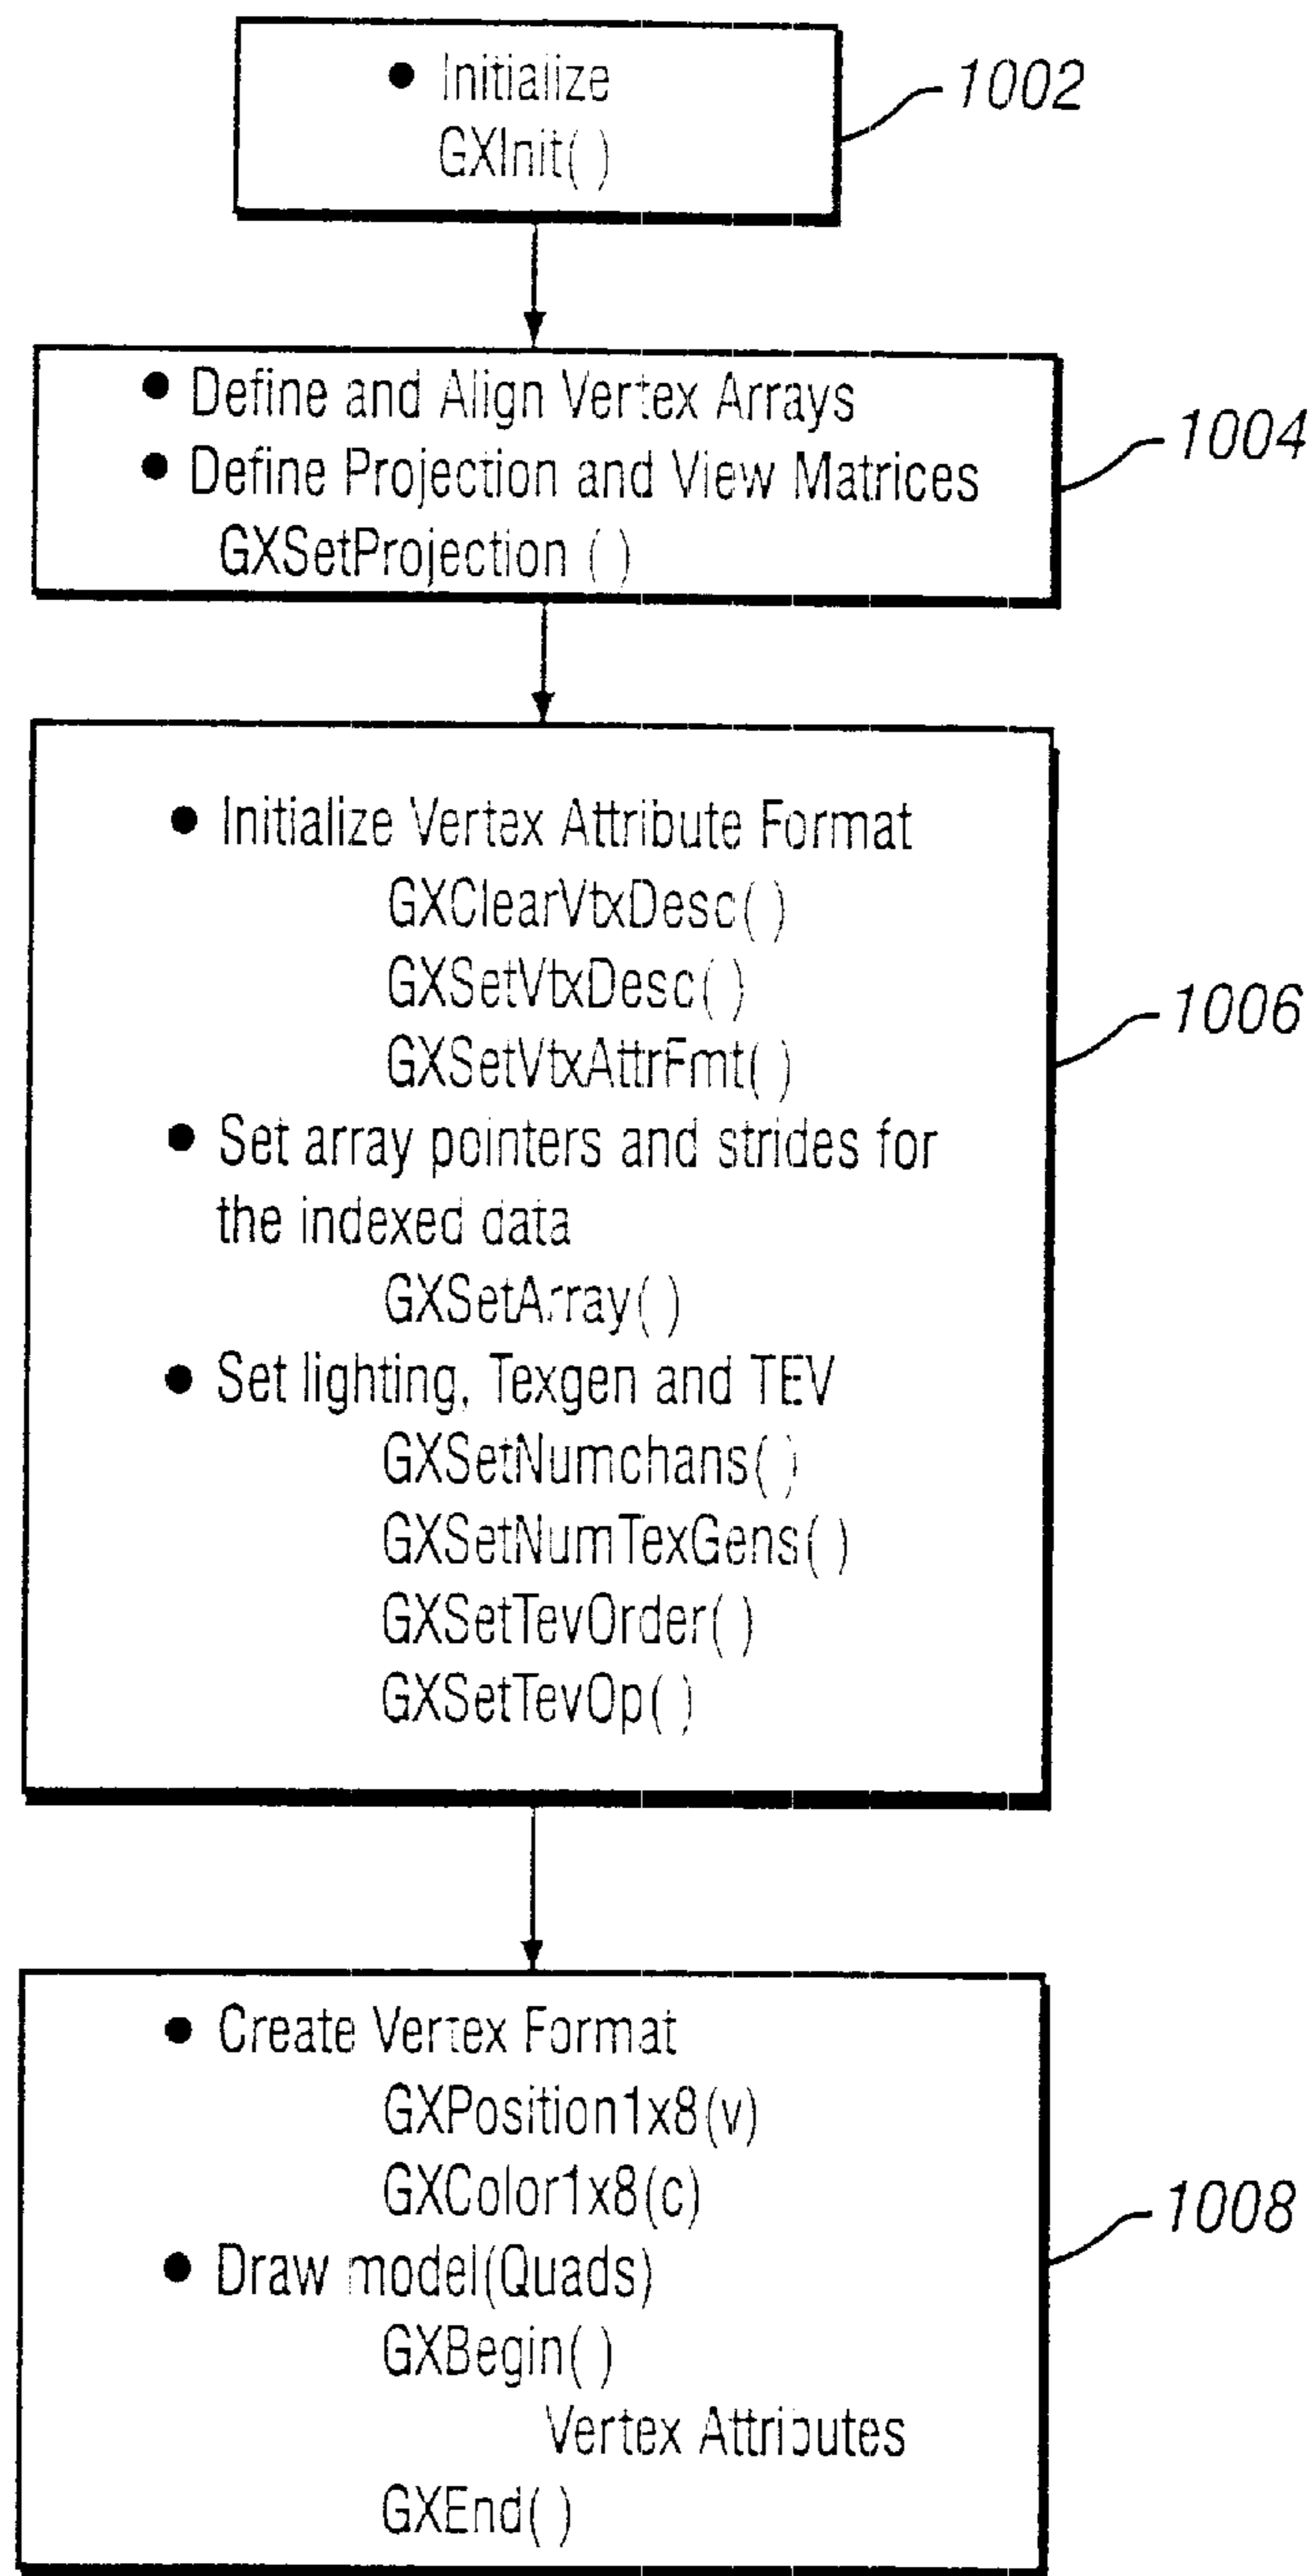 • Initialize
GXInit( )
1002
• Define and Align Vertex Arrays
• Define Projection and View Matrices
GXSetProjection ( )
1004
• Initialize Vertex Attribute Format
GXClearVtxDesc( )
GXSetVtxDesc( )
GXSetVtxAttrFmt( )
• Set array pointers and strides for
the indexed data
GXSetArray( )
• Set lighting, Texgen and TEV
GXSetNumchans( )
GXSetNumTexGens( )
GXSetTevOrder( )
GXSetTevOp( )
1006
• Create Vertex Format
GXPosition1x8(v)
GXColor1x8(c)
• Draw model(Quads)
GXBegin( )
Vertex Attributes
GXEnd( )
1008